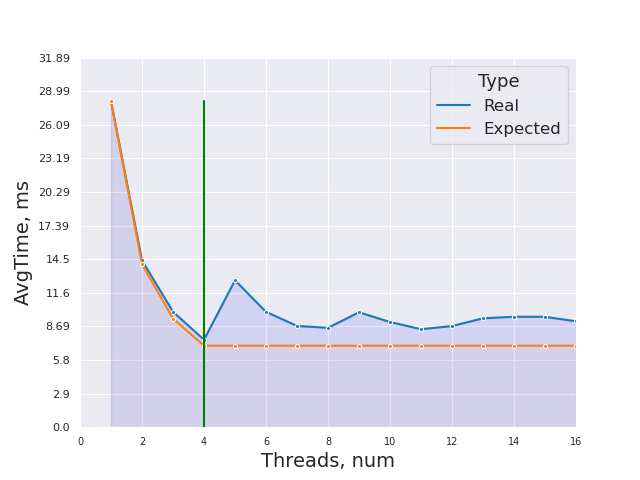 31.89
28.99
26.09
23.19
20.29
17.39
14.5
11.6
8.69
5.8
2.9
0.0
AvgTime, ms
Type
Real
Expected
0 2 4 6 8 10 12 14 16
Threads, num